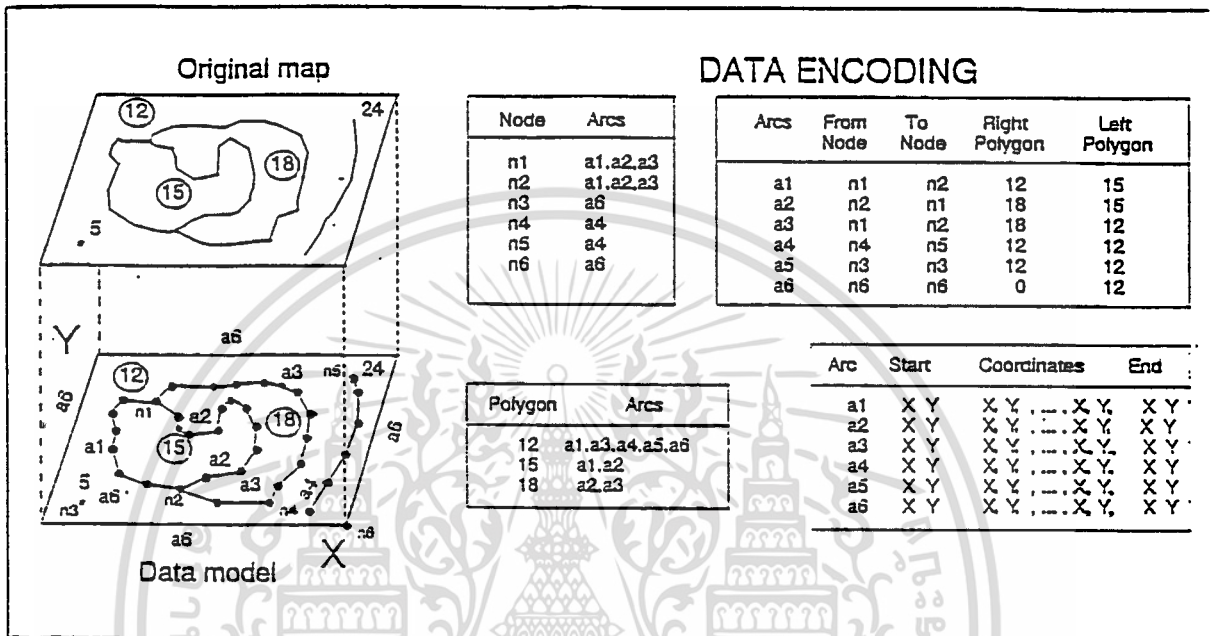 Original map
12
24
18
15
5
Y
a6
12
a3
n5
24
a6
n1
a2
18
a6
15
a1
a2
a3
5
a6
n2
a4
n3
n4
n6
a6
X
Data model
DATA ENCODING
Node Arcs
n1 a1,a2,a3
n2 a1,a2,a3
n3 a6
n4 a4
n5 a4
n6 a6
Arcs From Node To Node Right Polygon Left Polygon
a1 n1 n2 12 15
a2 n2 n1 18 15
a3 n1 n2 18 12
a4 n4 n5 12 12
a5 n3 n3 12 12
a6 n6 n6 0 12
Polygon Arcs
12 a1,a3,a4,a5,a6
15 a1,a2
18 a2,a3
Arc Start Coordinates End
a1 X Y X, Y, ...., X, Y, X Y
a2 X Y X, Y, ...., X, Y, X Y
a3 X Y X, Y, ...., X, Y, X Y
a4 X Y X, Y, ...., X, Y, X Y
a5 X Y X, Y, ...., X, Y, X Y
a6 X Y X, Y, ...., X, Y, X Y